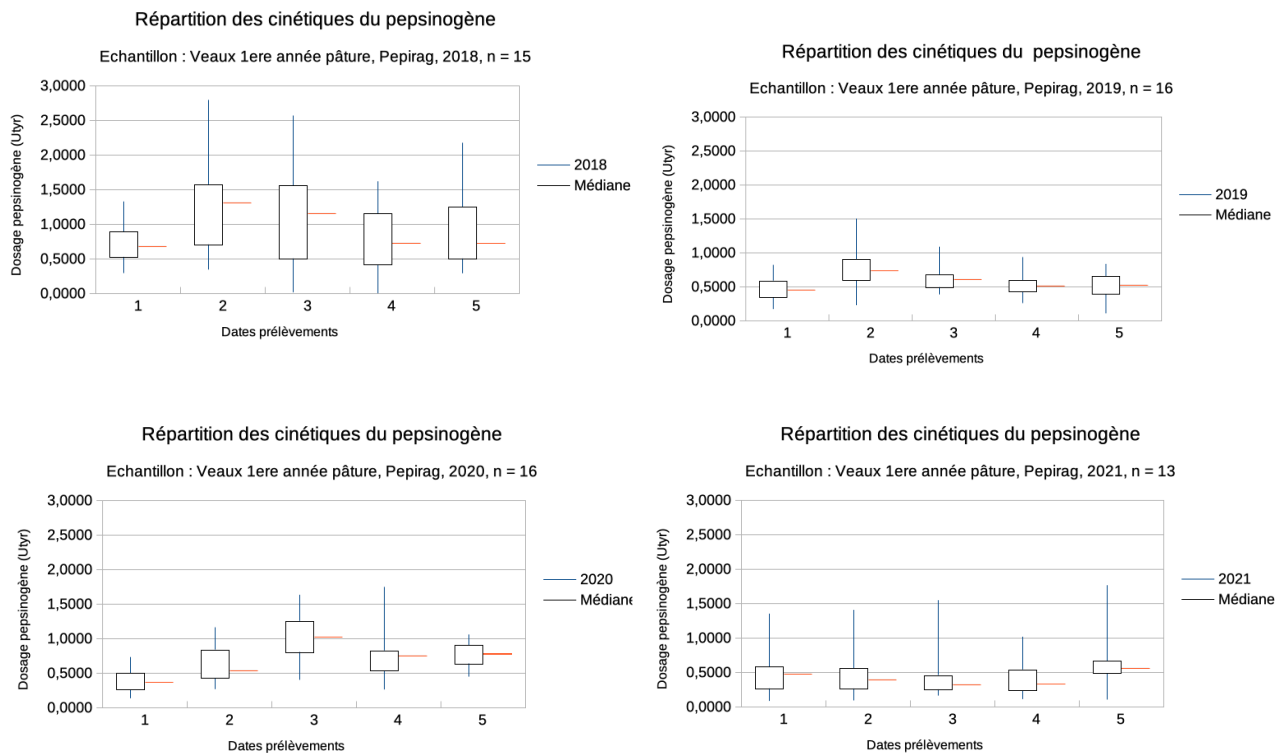 Répartition des cinétiques du pepsinogène
Echantillon : Veaux 1ere année pâture, Pepirag, 2018, n = 15
Dosage pepsinogène (Utyr)
3,0000
2,5000
2,0000
1,5000
1,0000
0,5000
0,0000
1 2 3 4 5
Dates prélèvements
2018
Médiane
Répartition des cinétiques du pepsinogène
Echantillon : Veaux 1ere année pâture, Pepirag, 2019, n = 16
Dosage pepsinogène (Utyr)
3,0000
2,5000
2,0000
1,5000
1,0000
0,5000
0,0000
1 2 3 4 5
Dates prélèvements
2019
Médiane
Répartition des cinétiques du pepsinogène
Echantillon : Veaux 1ere année pâture, Pepirag, 2020, n = 16
Dosage pepsinogène (Utyr)
3,0000
2,5000
2,0000
1,5000
1,0000
0,5000
0,0000
1 2 3 4 5
Dates prélèvements
2020
Médiane
Répartition des cinétiques du pepsinogène
Echantillon : Veaux 1ere année pâture, Pepirag, 2021, n = 13
Dosage pepsinogène (Utyr)
3,0000
2,5000
2,0000
1,5000
1,0000
0,5000
0,0000
1 2 3 4 5
Dates prélèvements
2021
Médiane